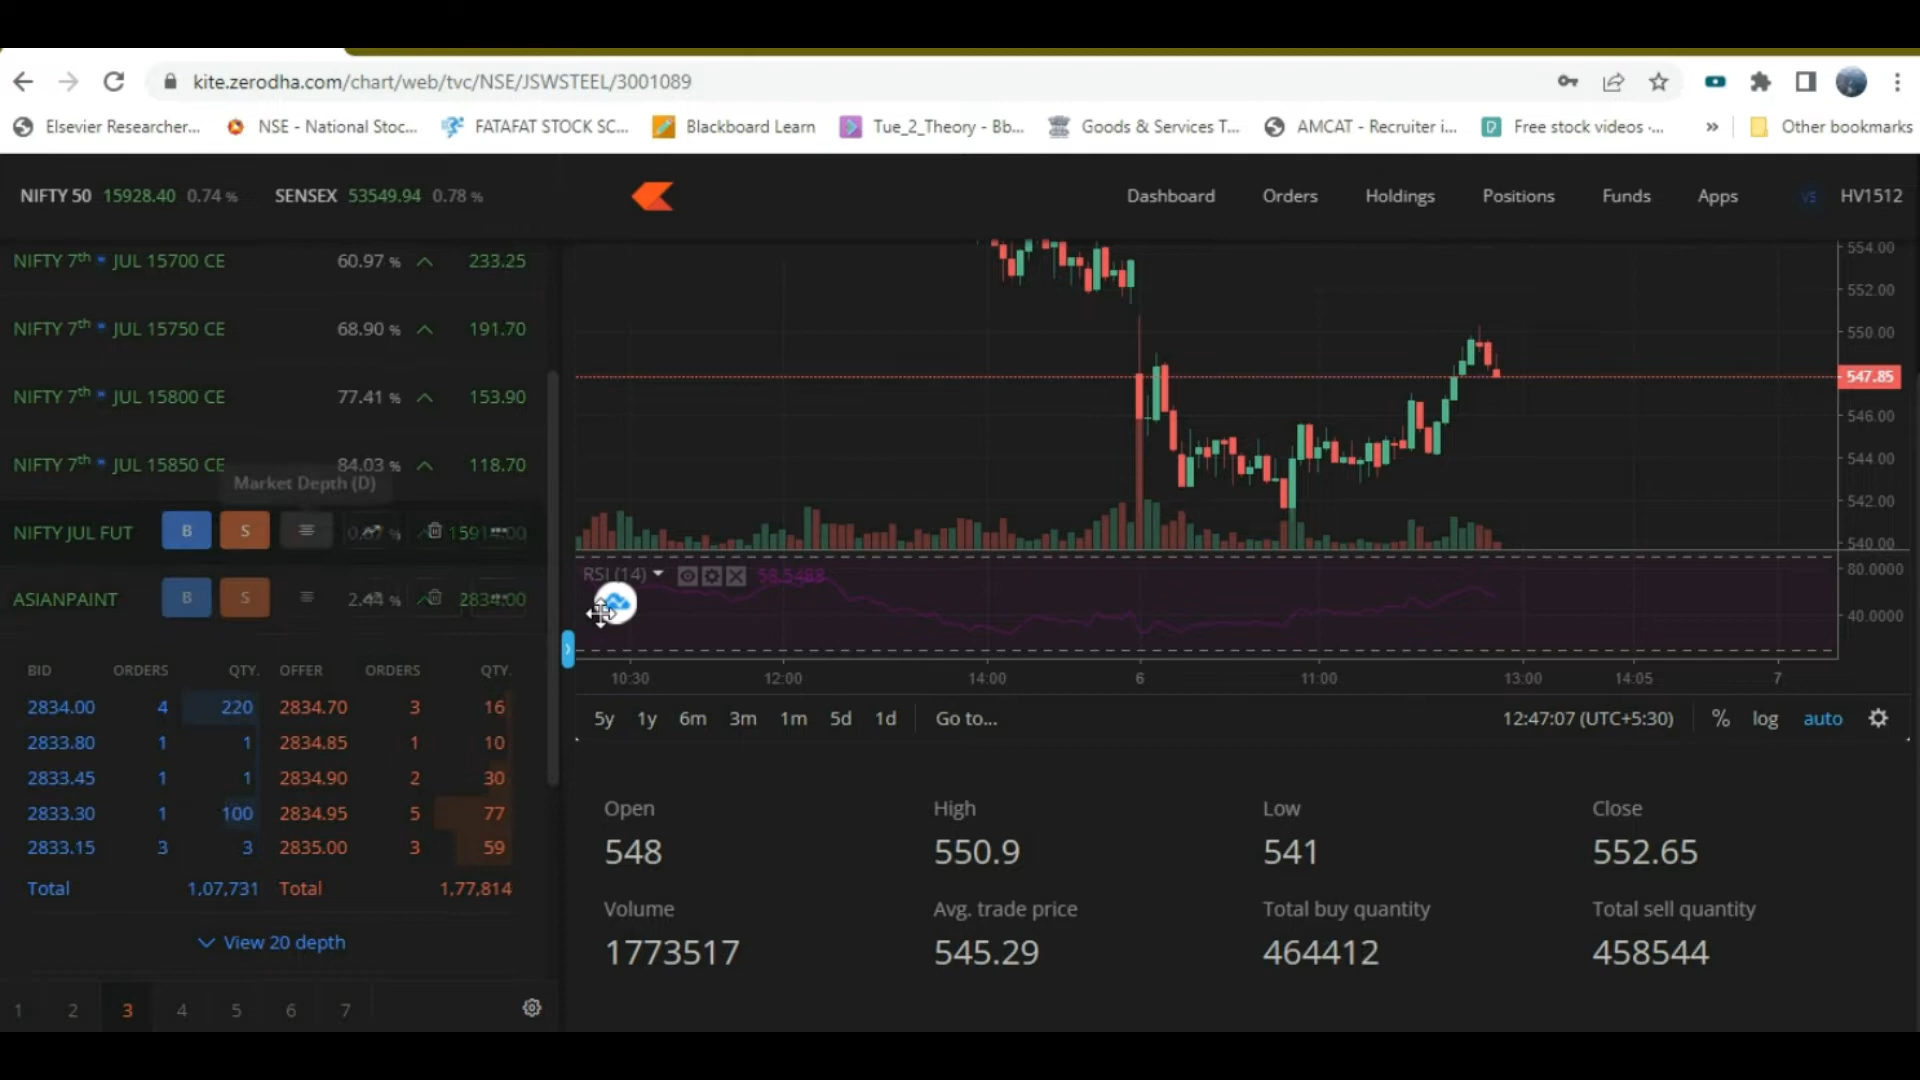 kite.zerodha.com/chart/web/tvc/NSE/JSWSTEEL/3001089
Elsevier Researcher... NSE - National Stoc... FATAFAT STOCK SC... Blackboard Learn Tue_2_Theory - Bb... Goods & Services T... AMCAT - Recruiter i... Free stock videos -... » Other bookmarks
NIFTY 50 15928.40 0.74 % SENSEX 53549.94 0.78 % Dashboard Orders Holdings Positions Funds Apps VS HV1512
NIFTY 7th JUL 15700 CE 60.97 % 233.25
NIFTY 7th JUL 15750 CE 68.90 % 191.70
NIFTY 7th JUL 15800 CE 77.41 % 153.90
NIFTY 7th JUL 15850 CE 84.03 % 118.70
Market Depth (D)
NIFTY JUL FUT B S
ASIANPAINT B S 2.44 % 2834.00
BID ORDERS QTY. OFFER ORDERS QTY.
2834.00 4 220 2834.70 3 16
2833.80 1 1 2834.85 1 10
2833.45 1 1 2834.90 2 30
2833.30 1 100 2834.95 5 77
2833.15 3 3 2835.00 3 59
Total 1,07,731 Total 1,77,814
View 20 depth
1 2 3 4 5 6 7
554.00
552.00
550.00
547.85
546.00
544.00
542.00
540.00
RSI (14) 58.5488
80.0000
40.0000
10:30 12:00 14:00 6 11:00 13:00 14:05 7
5y 1y 6m 3m 1m 5d 1d Go to... 12:47:07 (UTC+5:30) % log auto
Open High Low Close
548 550.9 541 552.65
Volume Avg. trade price Total buy quantity Total sell quantity
1773517 545.29 464412 458544